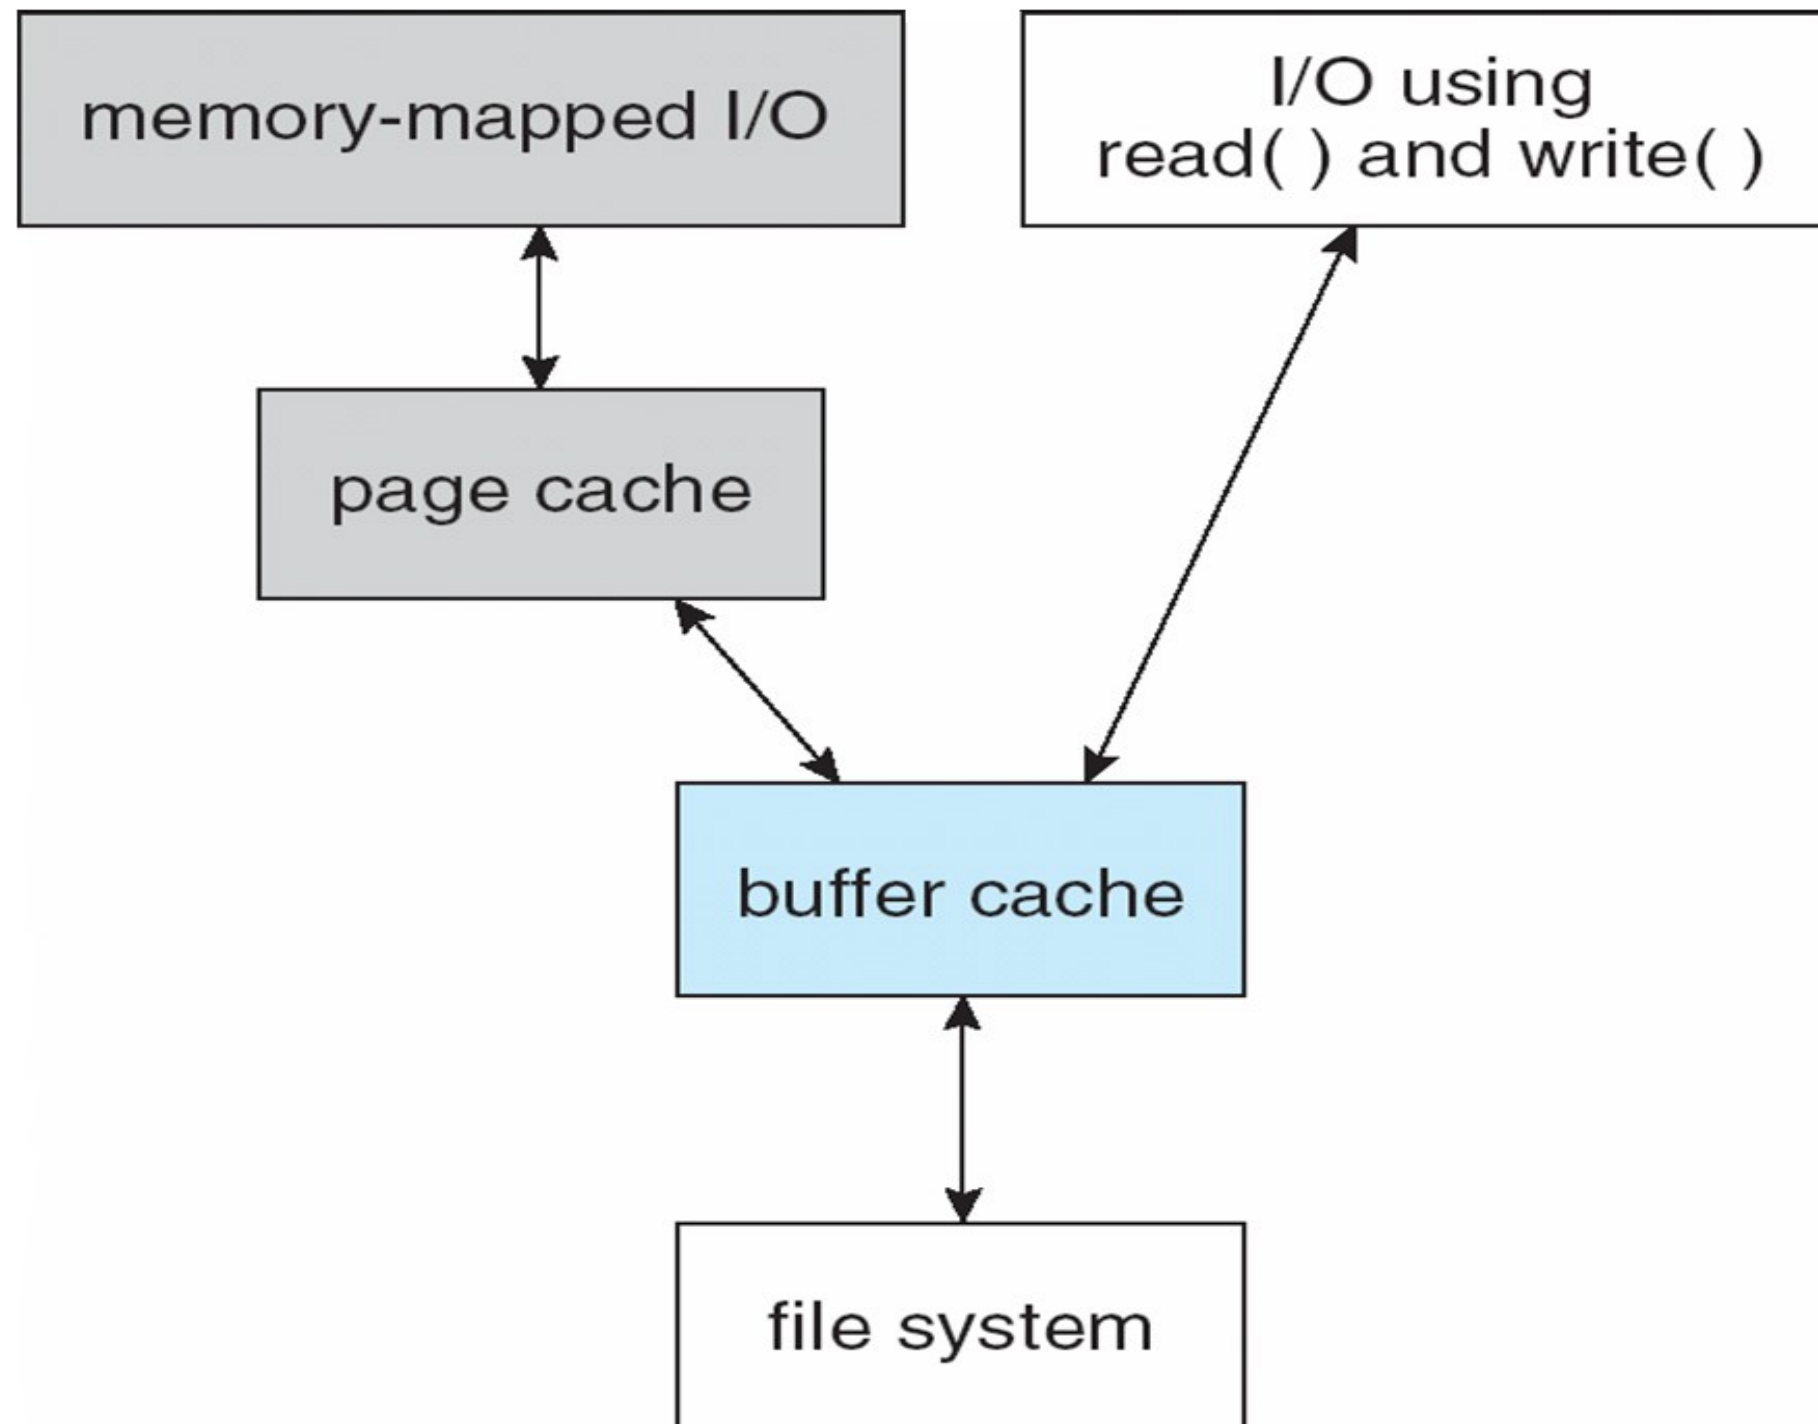 memory-mapped I/O
I/O using
read( ) and write( )
page cache
buffer cache
file system